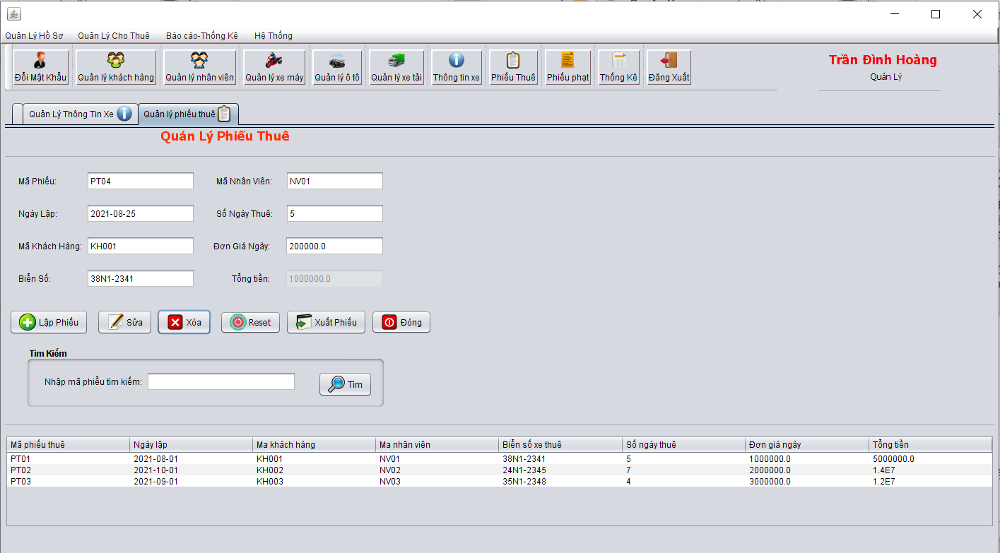 Quản Lý Hồ Sơ Quản Lý Cho Thuê Báo cáo-Thống Kê Hệ Thống
Đổi Mật Khẩu Quản lý khách hàng Quản lý nhân viên Quản lý xe máy Quản lý ô tô Quản lý xe tải Thông tin xe Phiếu Thuê Phiếu phạt Thống Kê Đăng Xuất
Trần Đình Hoàng
Quản Lý
Quản Lý Thông Tin Xe Quản lý phiếu thuê
Quản Lý Phiếu Thuê
Mã Phiếu: PT04 Mã Nhân Viên: NV01
Ngày Lập: 2021-08-25 Số Ngày Thuê: 5
Mã Khách Hàng: KH001 Đơn Giá Ngày: 200000.0
Biển Số: 38N1-2341 Tổng tiền: 1000000.0
Lập Phiếu Sửa Xóa Reset Xuất Phiếu Đóng
Tìm Kiếm
Nhập mã phiểu tìm kiếm: Tìm
Mã phiếu thuê Ngày lập Ma khách hàng Ma nhân viên Biển số xe thuê Số ngày thuê Đơn giá ngày Tổng tiền
PT01 2021-08-01 KH001 NV01 38N1-2341 5 1000000.0 5000000.0
PT02 2021-10-01 KH002 NV02 24N1-2345 7 2000000.0 1.4E7
PT03 2021-09-01 KH003 NV03 35N1-2348 4 3000000.0 1.2E7